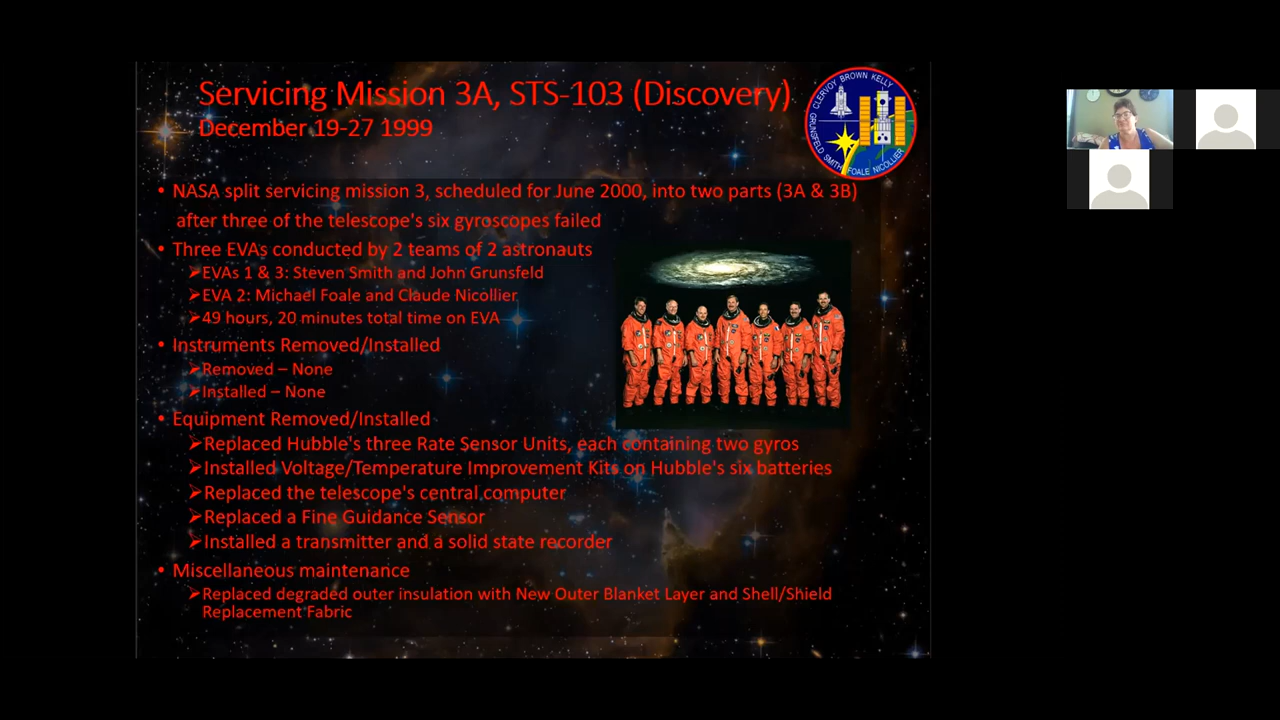 Servicing Mission 3A, STS-103 (Discovery)
December 19-27 1999
CLERVOY BROWN KELLY
GRUNSFELD SMITH FOALE NICOLLIER
• NASA split servicing mission 3, scheduled for June 2000, into two parts (3A & 3B)
after three of the telescope's six gyroscopes failed
• Three EVAs conducted by 2 teams of 2 astronauts
➢EVAs 1 & 3: Steven Smith and John Grunsfeld
➢EVA 2: Michael Foale and Claude Nicollier
➢49 hours, 20 minutes total time on EVA
• Instruments Removed/Installed
➢Removed – None
➢Installed – None
• Equipment Removed/Installed
➢Replaced Hubble's three Rate Sensor Units, each containing two gyros
➢Installed Voltage/Temperature Improvement Kits on Hubble's six batteries
➢Replaced the telescope's central computer
➢Replaced a Fine Guidance Sensor
➢Installed a transmitter and a solid state recorder
• Miscellaneous maintenance
➢Replaced degraded outer insulation with New Outer Blanket Layer and Shell/Shield
Replacement Fabric